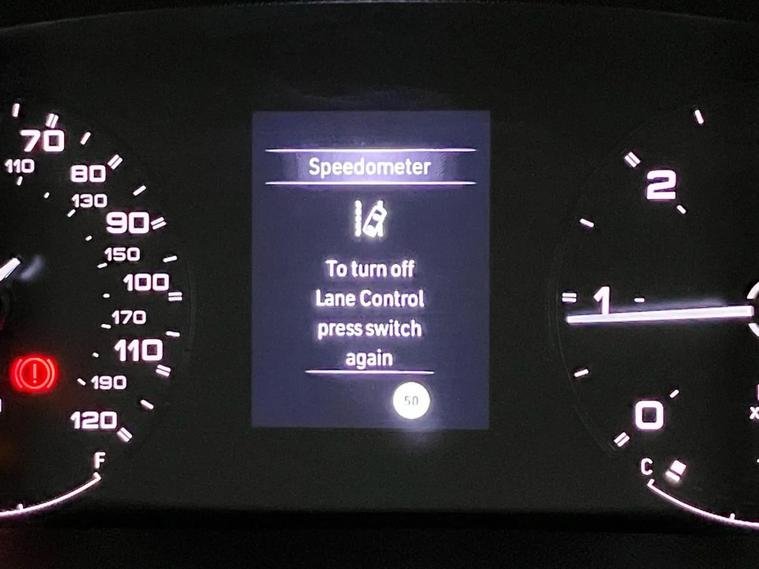 Speedometer
To turn off
Lane Control
press switch
again
50
70
110
80
130
90
150
100
170
110
190
120
F
2
1
0
C